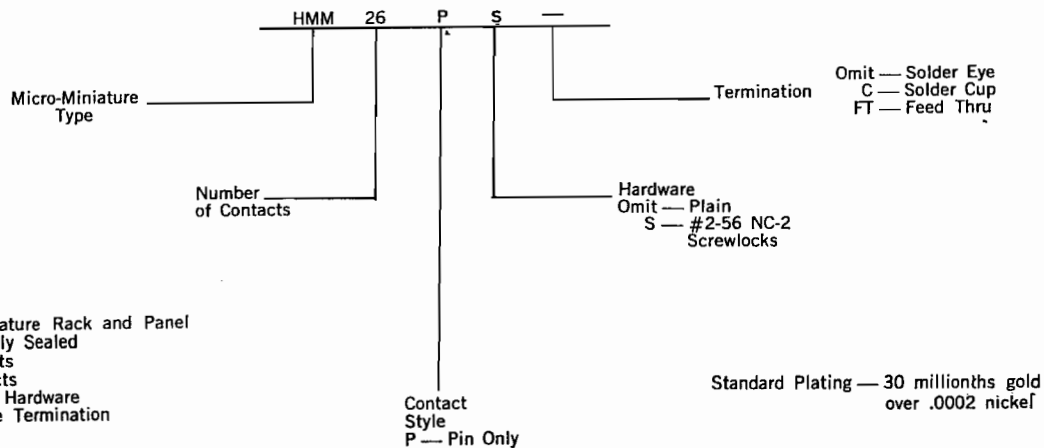 HMM 26 P S —
Micro-Miniature
Type
Number
of Contacts
Contact
Style
P — Pin Only
Hardware
Omit — Plain
S — #2-56 NC-2
Screwlocks
Termination
Omit — Solder Eye
C — Solder Cup
FT — Feed Thru
ature Rack and Panel
ly Sealed
ts
cts
Hardware
e Termination
Standard Plating — 30 millionths gold
over .0002 nickel